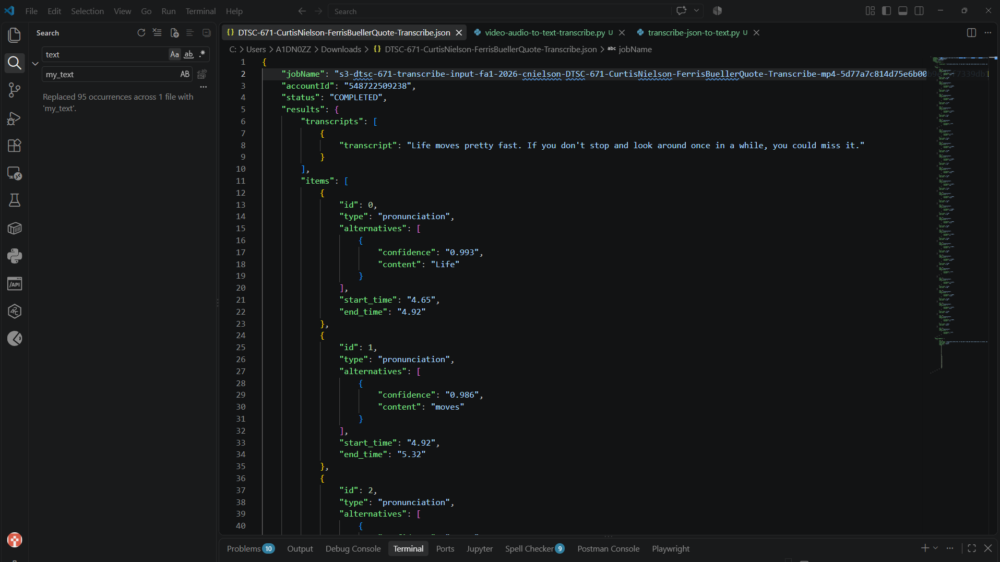 File Edit Selection View Go Run Terminal Help
Search
Search
text
Aa ab .*
my_text
AB
Replaced 95 occurrences across 1 file with
'my_text'.
{} DTSC-671-CurtisNielson-FerrisBuellerQuote-Transcribe.json
video-audio-to-text-transcribe.py U
transcribe-json-to-text.py U
C: > Users > A1DN0ZZ > Downloads > {} DTSC-671-CurtisNielson-FerrisBuellerQuote-Transcribe.json > abc jobName
1 {
2 "jobName": "s3-dtsc-671-transcribe-input-fa1-2026-cnielson-DTSC-671-CurtisNielson-FerrisBuellerQuote-Transcribe-mp4-5d77a7c814d75e6b00
3 "accountId": "548722509238",
4 "status": "COMPLETED",
5 "results": {
6 "transcripts": [
7 {
8 "transcript": "Life moves pretty fast. If you don't stop and look around once in a while, you could miss it."
9 }
10 ],
11 "items": [
12 {
13 "id": 0,
14 "type": "pronunciation",
15 "alternatives": [
16 {
17 "confidence": "0.993",
18 "content": "Life"
19 }
20 ],
21 "start_time": "4.65",
22 "end_time": "4.92"
23 },
24 {
25 "id": 1,
26 "type": "pronunciation",
27 "alternatives": [
28 {
29 "confidence": "0.986",
30 "content": "moves"
31 }
32 ],
33 "start_time": "4.92",
34 "end_time": "5.32"
35 },
36 {
37 "id": 2,
38 "type": "pronunciation",
39 "alternatives": [
40 {
/API
42C
Problems 10 Output Debug Console Terminal Ports Jupyter Spell Checker 9 Postman Console Playwright